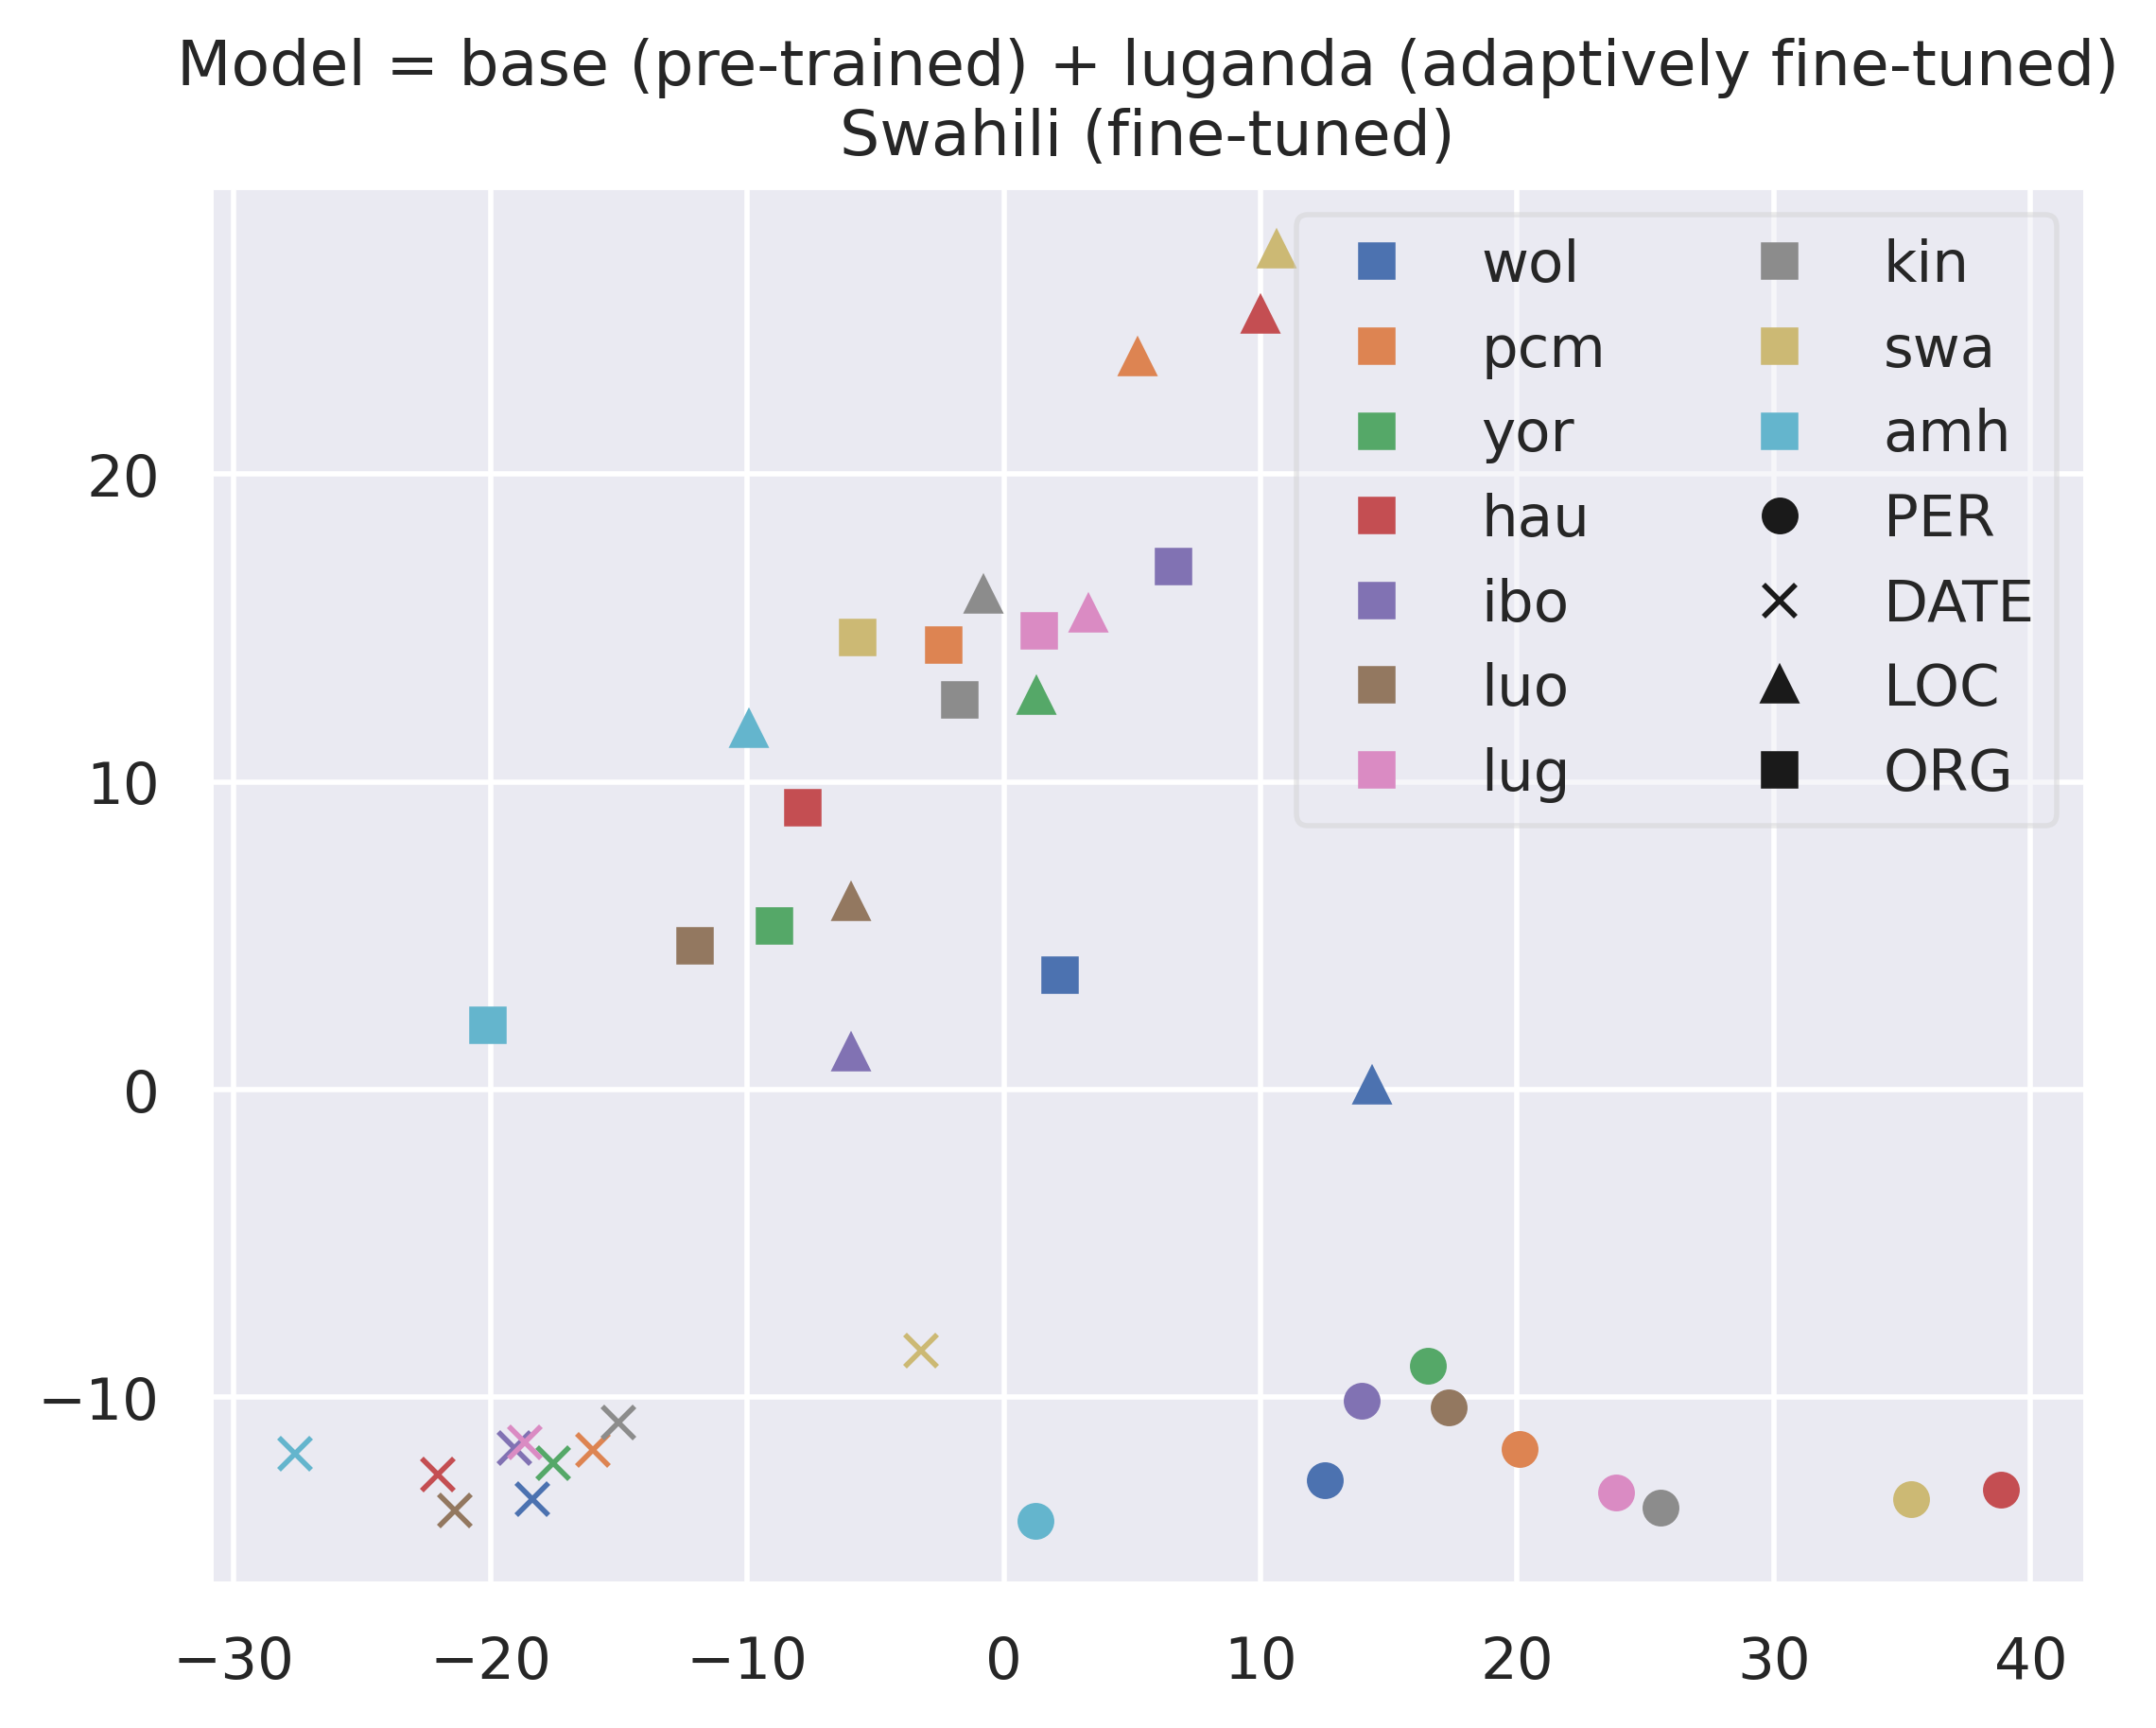 Model = base (pre-trained) + luganda (adaptively fine-tuned)
Swahili (fine-tuned)
wol
pcm
yor
hau
ibo
luo
lug
kin
swa
amh
PER
DATE
LOC
ORG
20
10
0
−10
−30 −20 −10 0 10 20 30 40